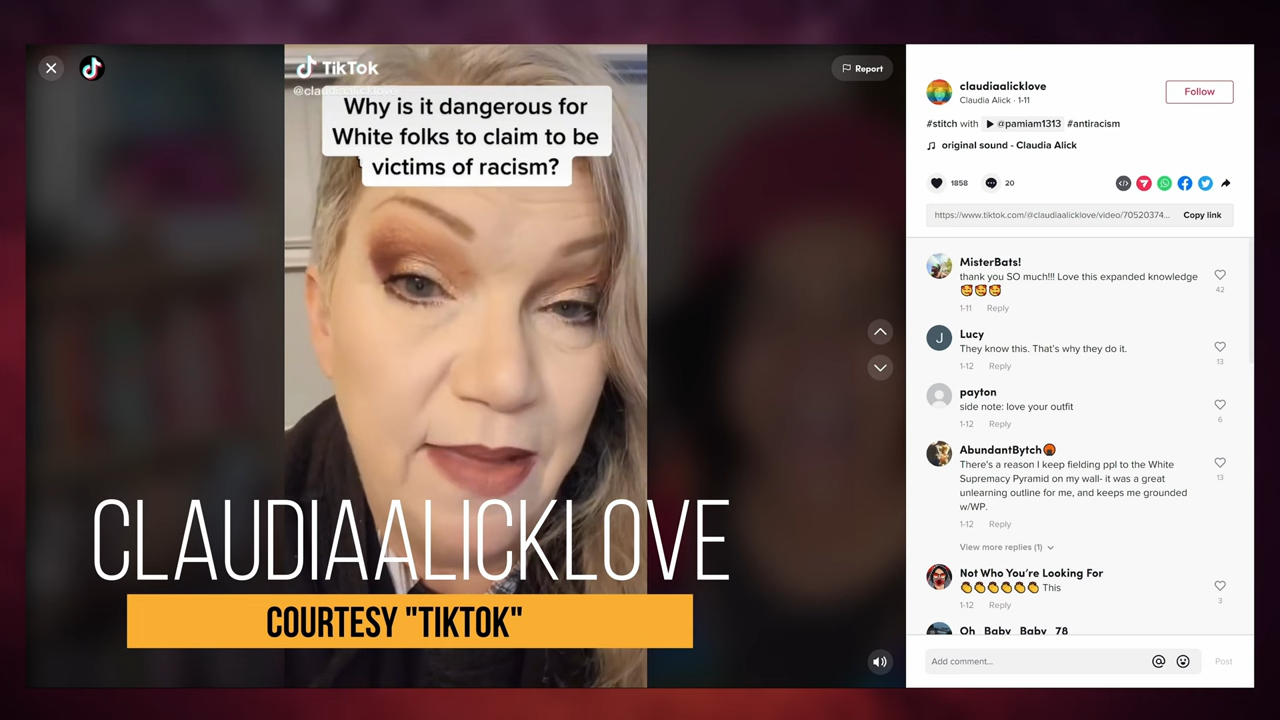 TikTok
@claudiaalicklove
Why is it dangerous for
White folks to claim to be
victims of racism?
Report
CLAUDIAALICKLOVE
COURTESY "TIKTOK"
claudiaalicklove
Claudia Alick · 1-11
Follow
#stitch with @pamiam1313 #antiracism
original sound - Claudia Alick
1858
20
https://www.tiktok.com/@claudiaalicklove/video/70520374...
Copy link
MisterBats!
thank you SO much!!! Love this expanded knowledge
🥰🥰🥰
42
1-11 Reply
Lucy
J
They know this. That's why they do it.
13
1-12 Reply
payton
side note: love your outfit
6
1-12 Reply
AbundantBytch
There's a reason I keep fielding ppl to the White
Supremacy Pyramid on my wall- it was a great
unlearning outline for me, and keeps me grounded
w/WP.
13
1-12 Reply
View more replies (1)
Not Who You're Looking For
👏👏👏👏👏👏 This
3
1-12 Reply
Oh_Baby_Baby_78
Add comment...
Post